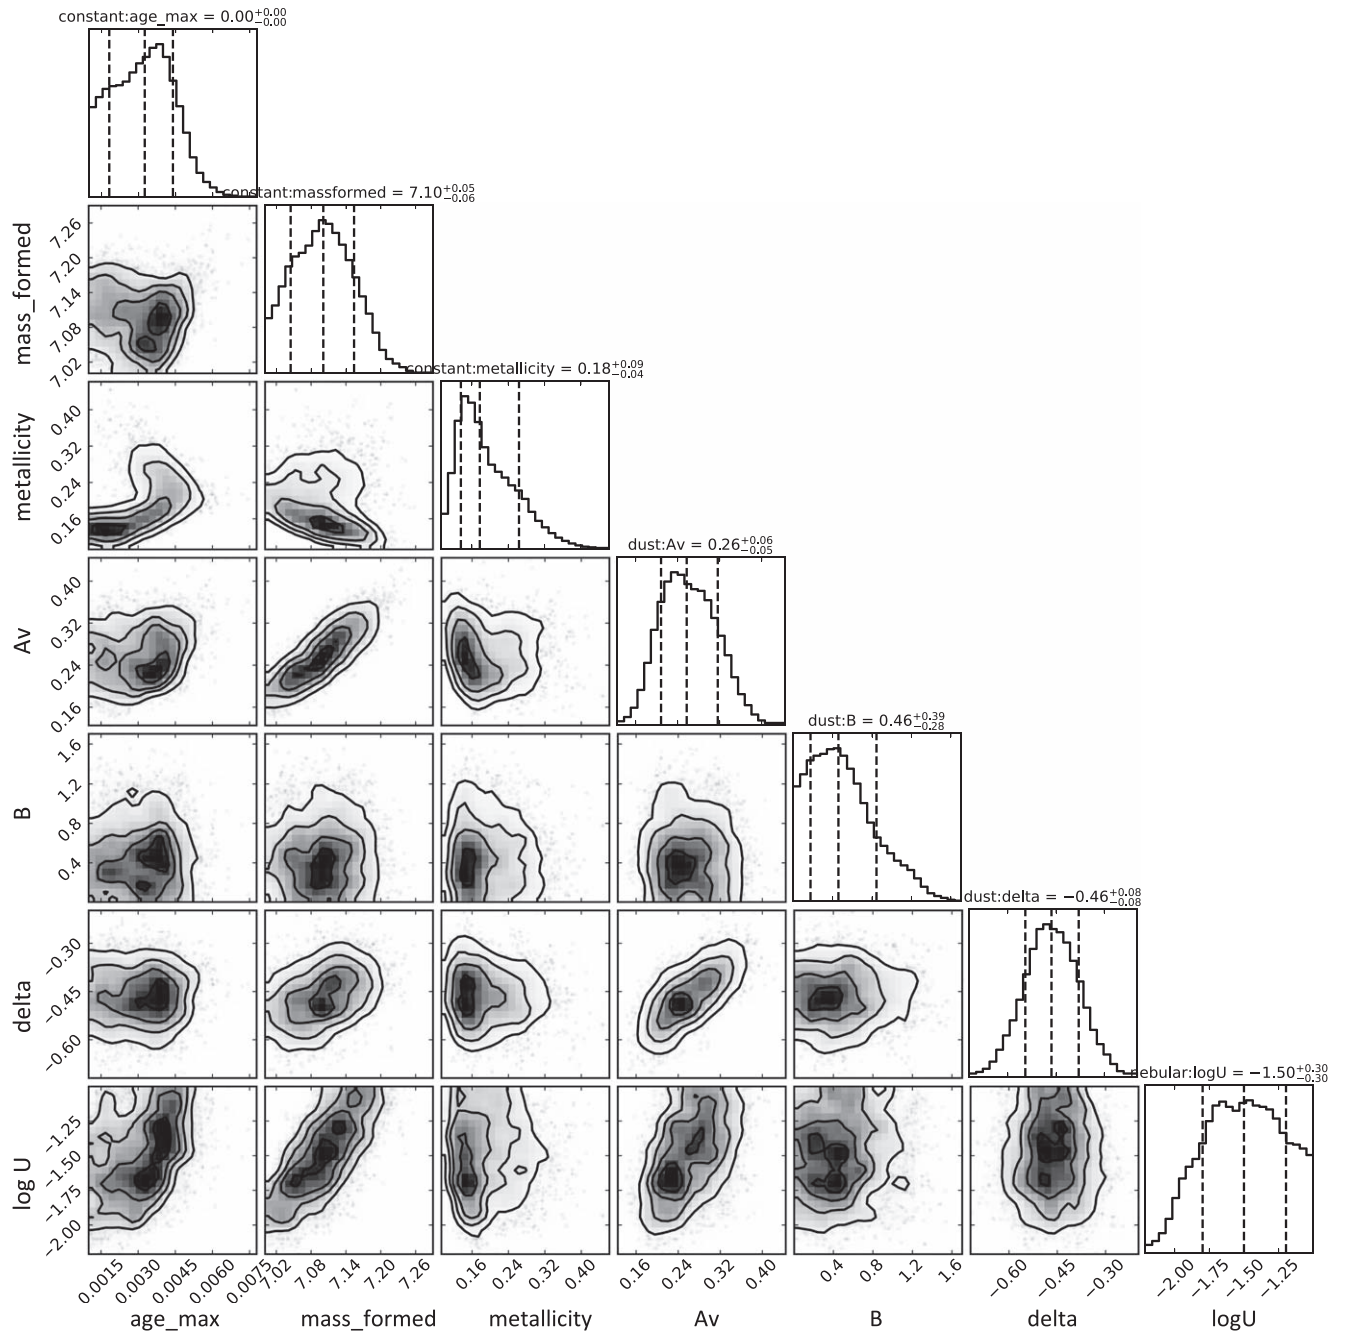 constant:age_max = 0.00+0.00−0.00
constant:massformed = 7.10+0.05−0.06
mass_formed
7.26
7.20
7.14
7.08
7.02
constant:metallicity = 0.18+0.09−0.04
metallicity
0.40
0.32
0.24
0.16
dust:Av = 0.26+0.06−0.05
Av
0.40
0.32
0.24
0.16
dust:B = 0.46+0.39−0.28
B
1.6
1.2
0.8
0.4
dust:delta = −0.46+0.08−0.08
delta
−0.30
−0.45
−0.60
nebular:logU = −1.50+0.30−0.30
log U
−1.25
−1.50
−1.75
−2.00
0.0015 0.0030 0.0045 0.0060 0.0075 7.02 7.08 7.14 7.20 7.26 0.16 0.24 0.32 0.40 0.16 0.24 0.32 0.40 0.4 0.8 1.2 1.6 −0.60 −0.45 −0.30 −2.00 −1.75 −1.50 −1.25
age_max mass_formed metallicity Av B delta logU